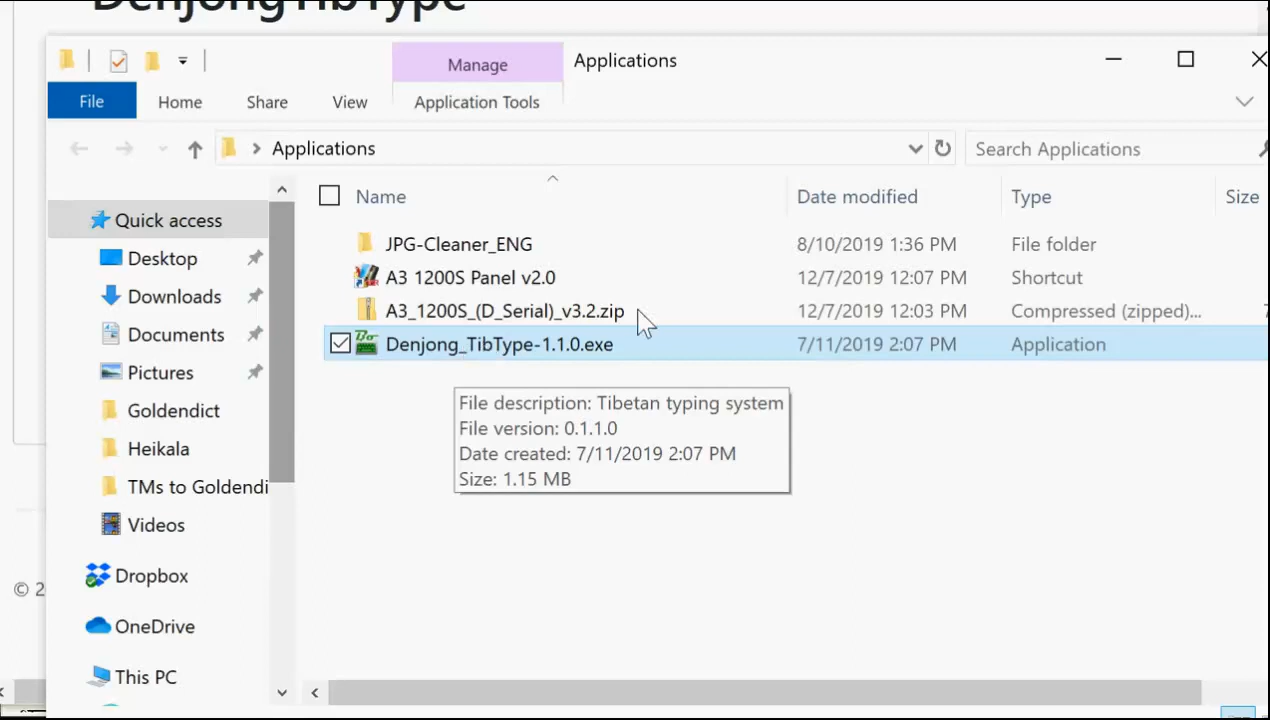 DenjongTibType
Manage
Applications
File
Home
Share
View
Application Tools
Applications
Search Applications
Name
Date modified
Type
Size
Quick access
Desktop
Downloads
Documents
Pictures
Goldendict
Heikala
TMs to Goldendi
Videos
Dropbox
OneDrive
This PC
JPG-Cleaner_ENG 8/10/2019 1:36 PM File folder
A3 1200S Panel v2.0 12/7/2019 12:07 PM Shortcut
A3_1200S_(D_Serial)_v3.2.zip 12/7/2019 12:03 PM Compressed (zipped)...
Denjong_TibType-1.1.0.exe 7/11/2019 2:07 PM Application
File description: Tibetan typing system
File version: 0.1.1.0
Date created: 7/11/2019 2:07 PM
Size: 1.15 MB
© 2